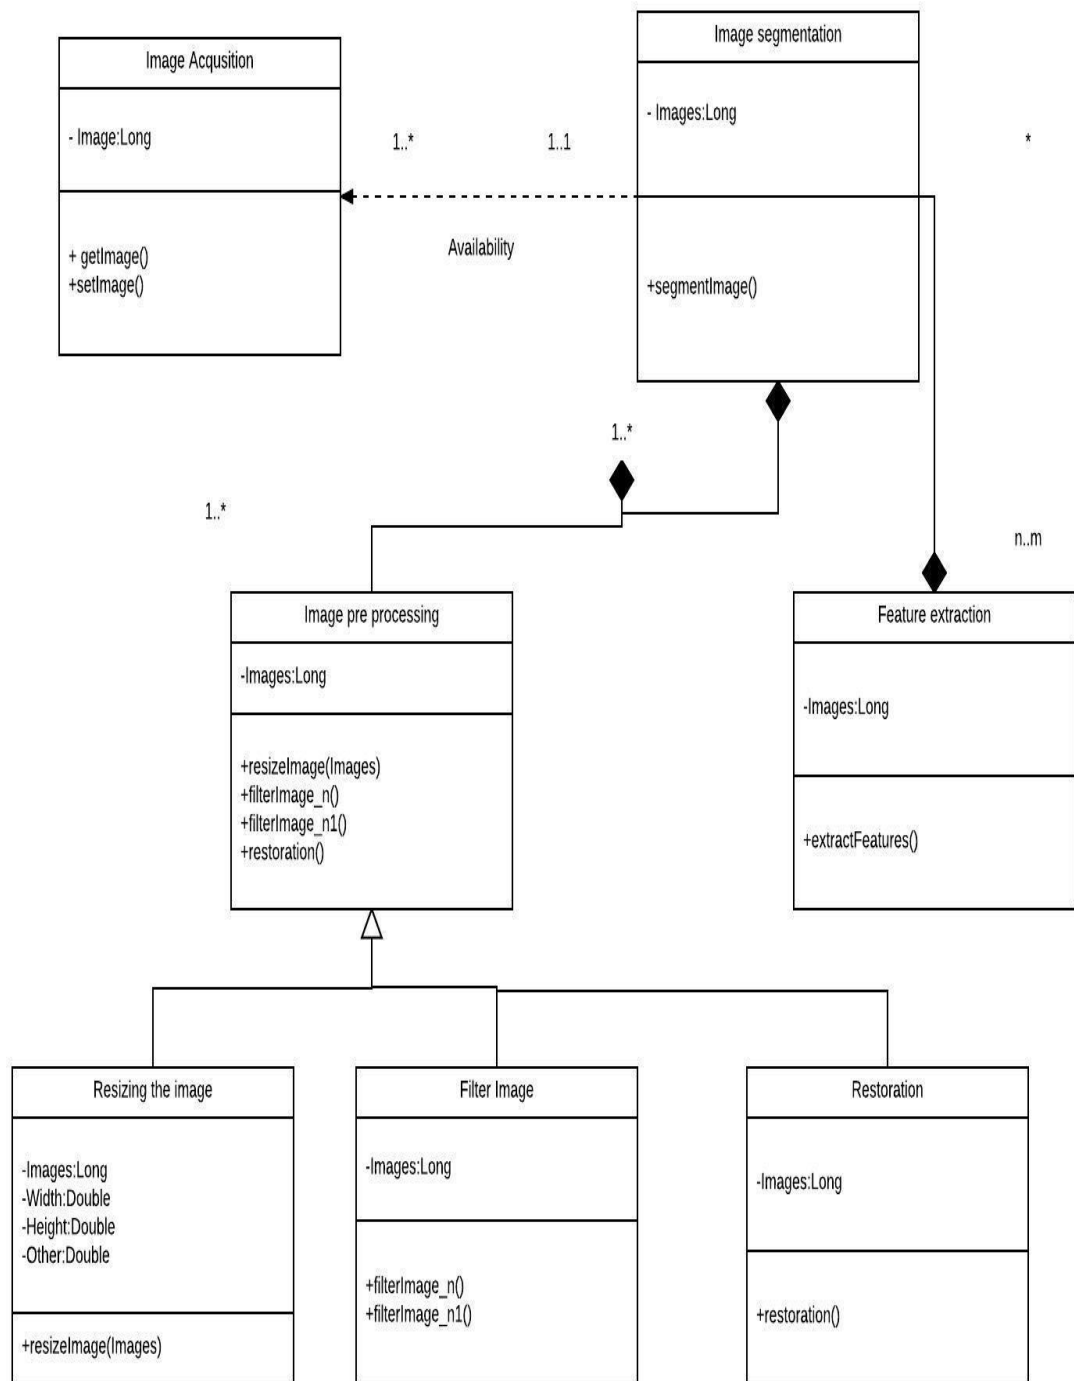 Image Acqusition
- Image:Long
+ getImage()
+setImage()
1..*
1..1
Availability
Image segmentation
- Images:Long
+segmentImage()
*
1..*
1..*
n..m
Image pre processing
-Images:Long
+resizeImage(Images)
+filterImage_n()
+filterImage_n1()
+restoration()
Feature extraction
-Images:Long
+extractFeatures()
Resizing the image
-Images:Long
-Width:Double
-Height:Double
-Other:Double
+resizeImage(Images)
Filter Image
-Images:Long
+filterImage_n()
+filterImage_n1()
Restoration
-Images:Long
+restoration()